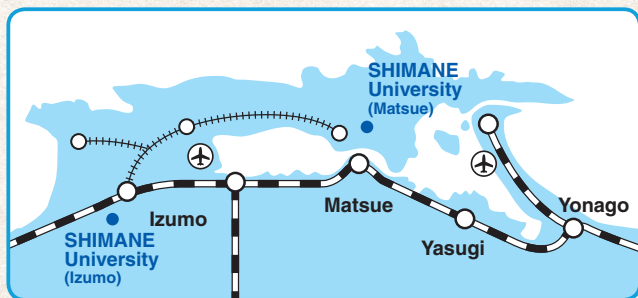 SHIMANE
University
(Matsue)
Izumo
Matsue
Yonago
Yasugi
SHIMANE
University
(Izumo)